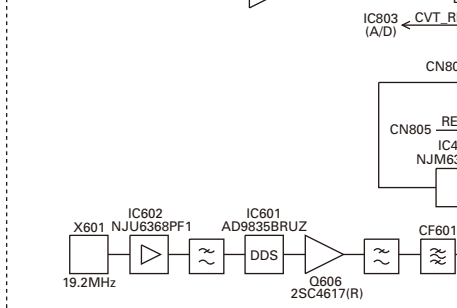 IC803
(A/D)
CVT_R
CN80
CN805
RE
IC4
NJM63
IC602
NJU6368PF1
IC601
AD9835BRUZ
X601
CF601
DDS
19.2MHz
Q606
2SC4617(R)